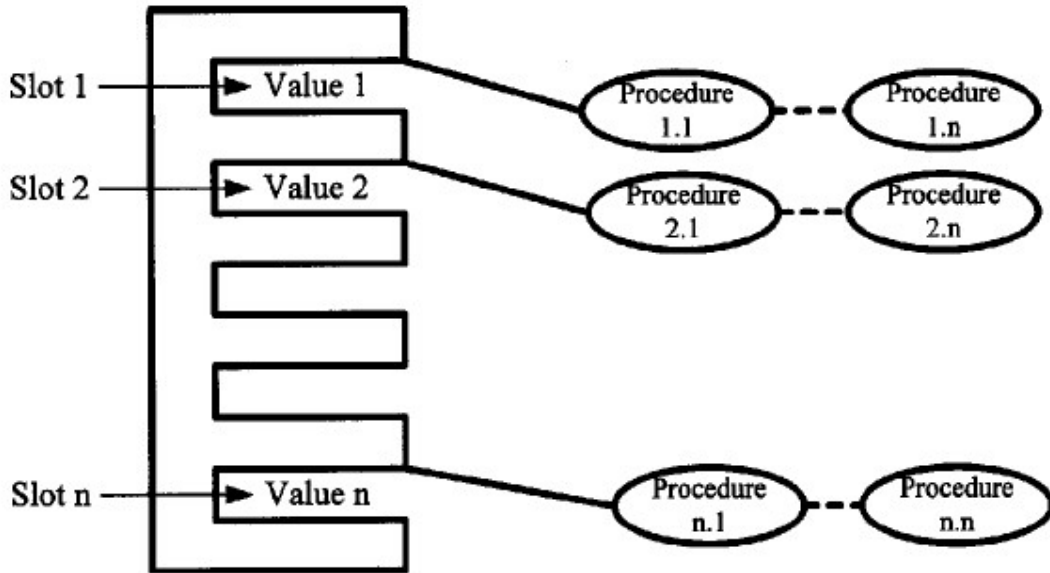 Slot 1
Value 1
Procedure
1.1
Procedure
1.n
Slot 2
Value 2
Procedure
2.1
Procedure
2.n
Slot n
Value n
Procedure
n.1
Procedure
n.n